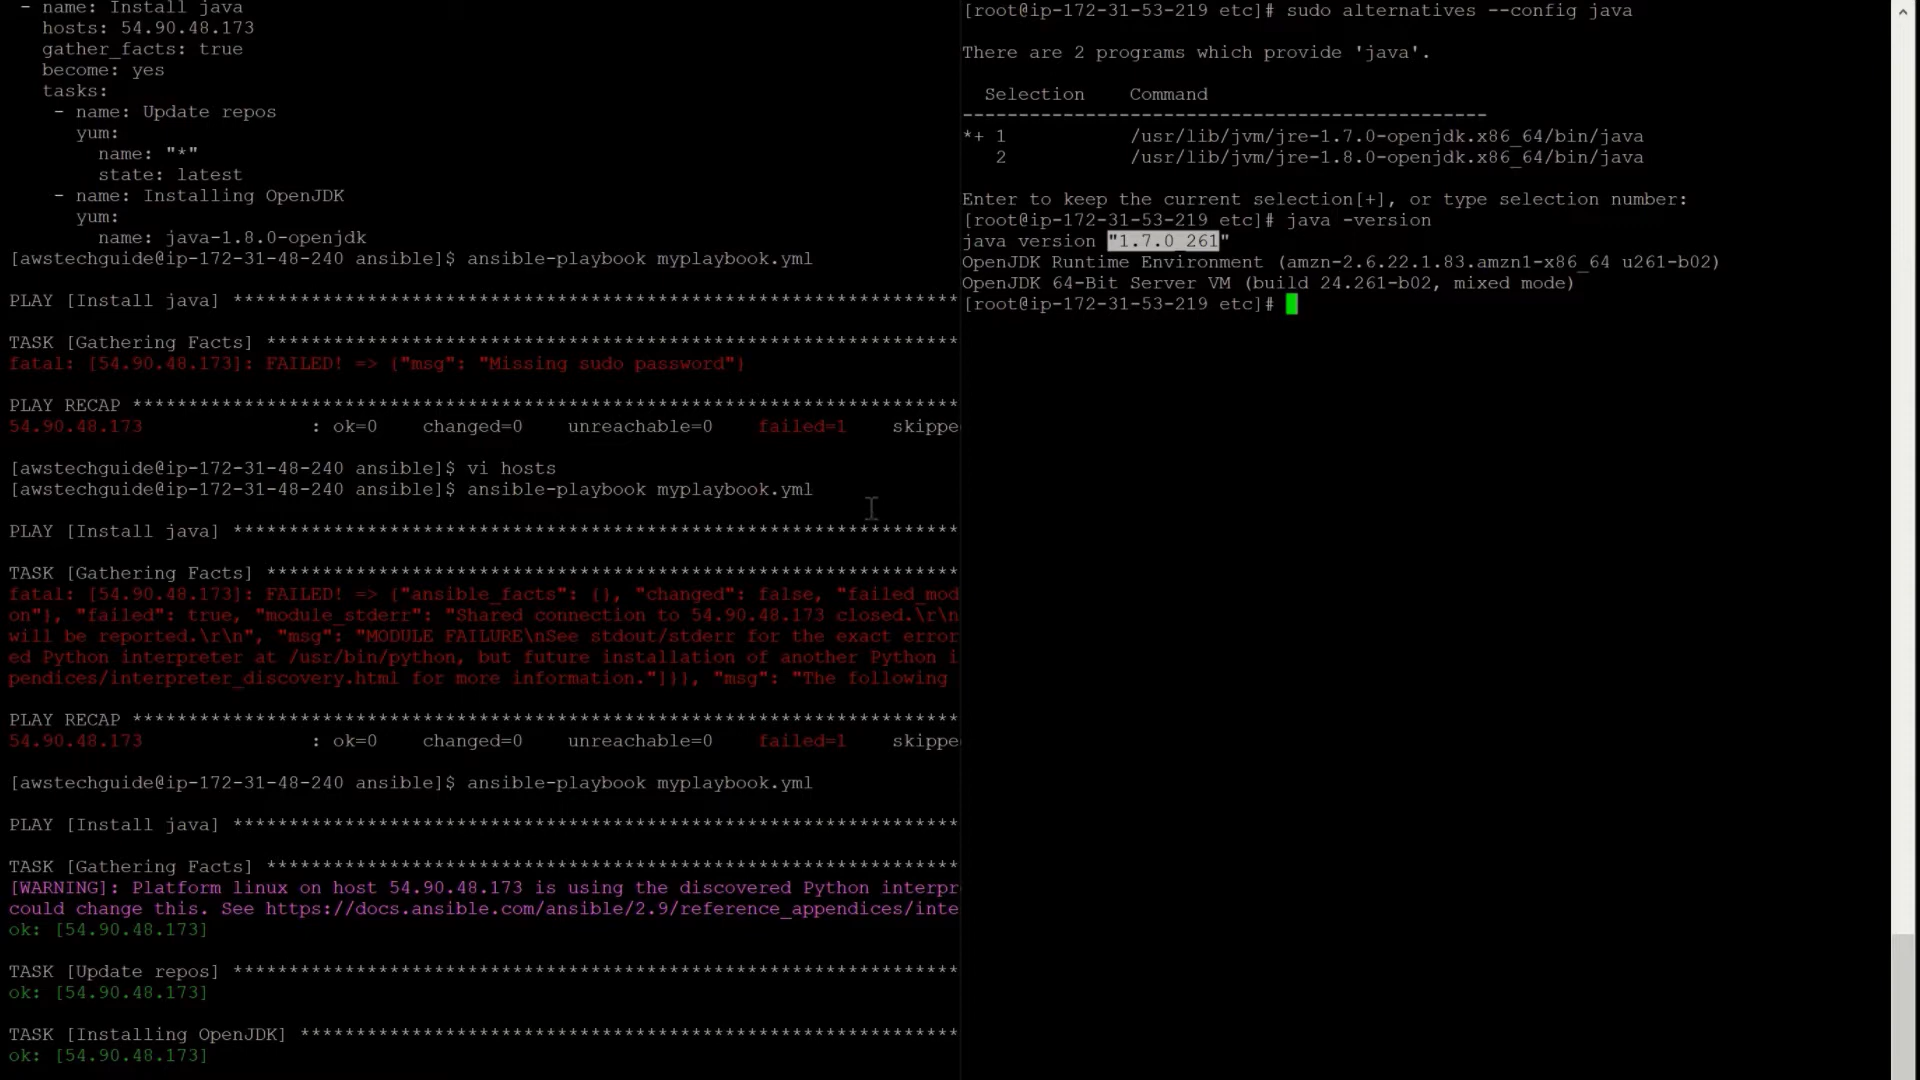 - name: Install java
hosts: 54.90.48.173
gather_facts: true
become: yes
tasks:
- name: Update repos
yum:
name: "*"
state: latest
- name: Installing OpenJDK
yum:
name: java-1.8.0-openjdk
[awstechguide@ip-172-31-48-240 ansible]$ ansible-playbook myplaybook.yml
PLAY [Install java] *****************************************************************
TASK [Gathering Facts] **************************************************************
fatal: [54.90.48.173]: FAILED! => {"msg": "Missing sudo password"}
PLAY RECAP **************************************************************************
54.90.48.173 : ok=0 changed=0 unreachable=0 failed=1 skippe
[awstechguide@ip-172-31-48-240 ansible]$ vi hosts
[awstechguide@ip-172-31-48-240 ansible]$ ansible-playbook myplaybook.yml
PLAY [Install java] *****************************************************************
TASK [Gathering Facts] **************************************************************
fatal: [54.90.48.173]: FAILED! => {"ansible_facts": {}, "changed": false, "failed_mod
on"}, "failed": true, "module_stderr": "Shared connection to 54.90.48.173 closed.\r\n
will be reported.\r\n", "msg": "MODULE FAILURE\nSee stdout/stderr for the exact error
ed Python interpreter at /usr/bin/python, but future installation of another Python i
pendices/interpreter_discovery.html for more information."]}}, "msg": "The following
PLAY RECAP **************************************************************************
54.90.48.173 : ok=0 changed=0 unreachable=0 failed=1 skippe
[awstechguide@ip-172-31-48-240 ansible]$ ansible-playbook myplaybook.yml
PLAY [Install java] *****************************************************************
TASK [Gathering Facts] **************************************************************
[WARNING]: Platform linux on host 54.90.48.173 is using the discovered Python interpr
could change this. See https://docs.ansible.com/ansible/2.9/reference_appendices/inte
ok: [54.90.48.173]
TASK [Update repos] *****************************************************************
ok: [54.90.48.173]
TASK [Installing OpenJDK] ***********************************************************
ok: [54.90.48.173]
[root@ip-172-31-53-219 etc]# sudo alternatives --config java
There are 2 programs which provide 'java'.
Selection Command
-----------------------------------------------
*+ 1 /usr/lib/jvm/jre-1.7.0-openjdk.x86_64/bin/java
2 /usr/lib/jvm/jre-1.8.0-openjdk.x86_64/bin/java
Enter to keep the current selection[+], or type selection number:
[root@ip-172-31-53-219 etc]# java -version
java version "1.7.0_261"
OpenJDK Runtime Environment (amzn-2.6.22.1.83.amzn1-x86_64 u261-b02)
OpenJDK 64-Bit Server VM (build 24.261-b02, mixed mode)
[root@ip-172-31-53-219 etc]#